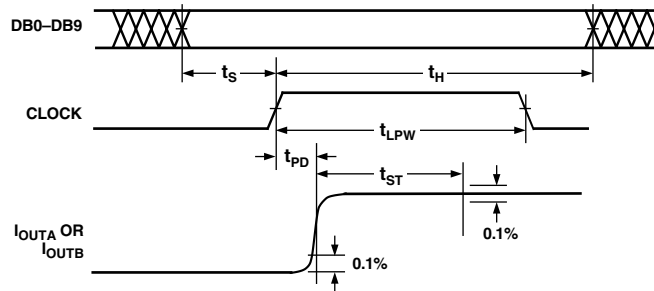 DB0–DB9
tS
tH
CLOCK
tLPW
tPD
tST
IOUTA OR
IOUTB
0.1%
0.1%